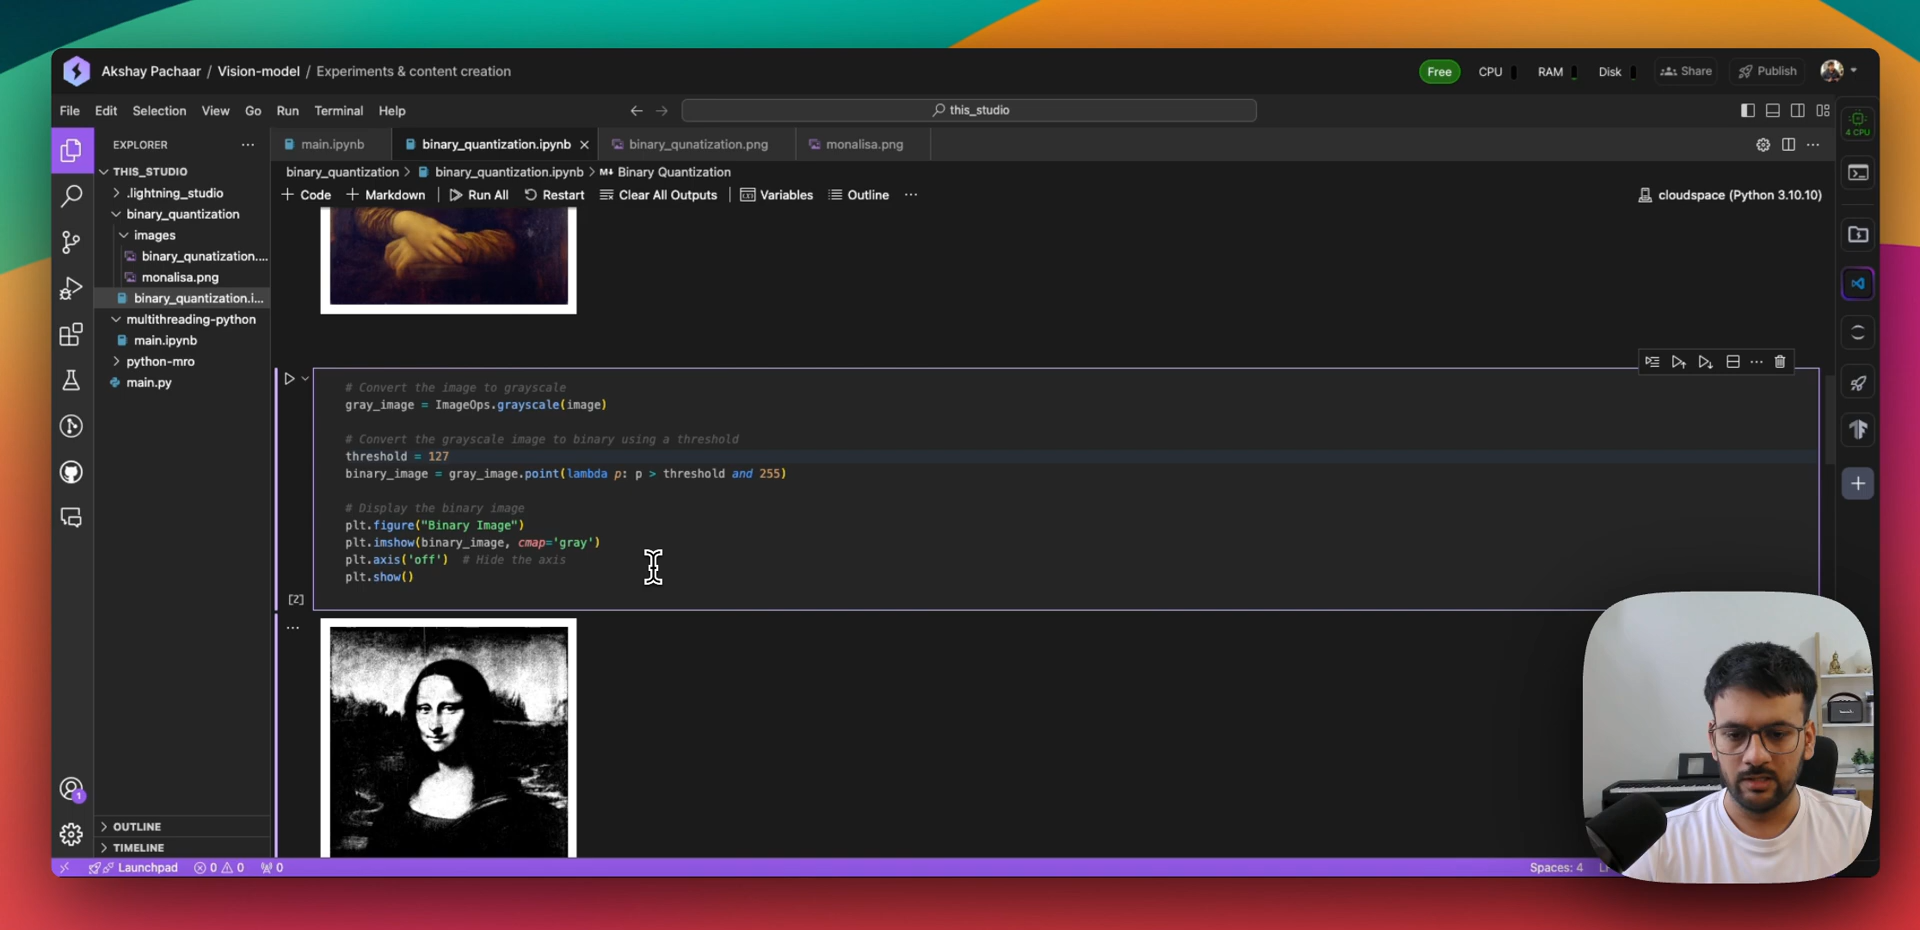 Akshay Pachaar / Vision-model / Experiments & content creation
Free CPU RAM Disk Share Publish
File Edit Selection View Go Run Terminal Help
this_studio
4 CPU
EXPLORER
THIS_STUDIO
.lightning_studio
binary_quantization
images
binary_qunatization....
monalisa.png
binary_quantization.i...
multithreading-python
main.ipynb
python-mro
main.py
OUTLINE
TIMELINE
main.ipynb binary_quantization.ipynb binary_qunatization.png monalisa.png
binary_quantization > binary_quantization.ipynb > M↓ Binary Quantization
+ Code + Markdown | Run All Restart Clear All Outputs | Variables Outline ...
cloudspace (Python 3.10.10)
# Convert the image to grayscale
gray_image = ImageOps.grayscale(image)
# Convert the grayscale image to binary using a threshold
threshold = 127
binary_image = gray_image.point(lambda p: p > threshold and 255)
# Display the binary image
plt.figure("Binary Image")
plt.imshow(binary_image, cmap='gray')
plt.axis('off') # Hide the axis
plt.show()
[2]
1
Launchpad 0 0 0
Spaces: 4